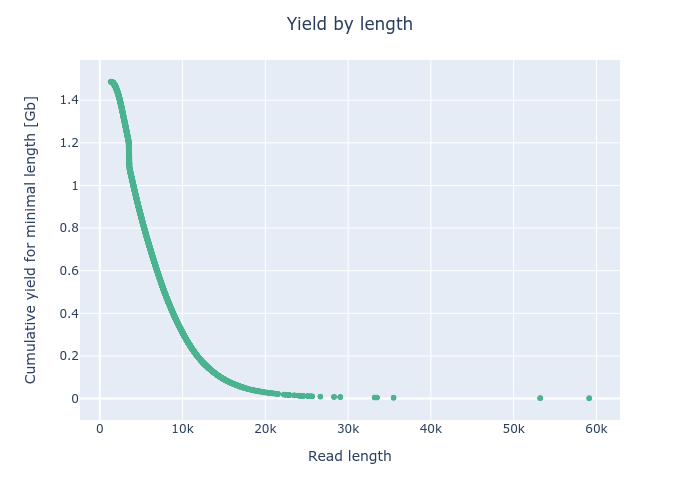 Yield by length
Cumulative yield for minimal length [Gb]
1.4
1.2
1
0.8
0.6
0.4
0.2
0
0 10k 20k 30k 40k 50k 60k
Read length